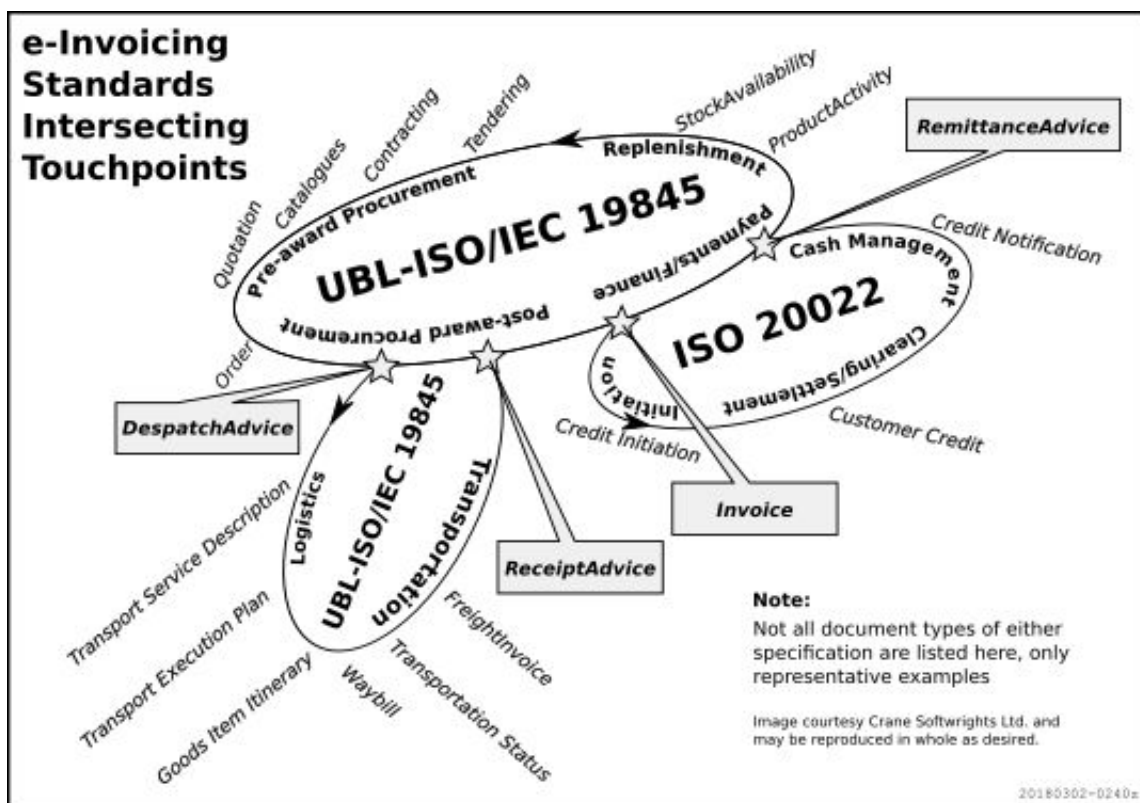 e-Invoicing
Standards
Intersecting
Touchpoints
Quotation
Catalogues
Contracting
Tendering
StockAvailability
ProductActivity
RemittanceAdvice
Pre-award Procurement
Replenishment
UBL-ISO/IEC 19845
Payments/Finance
Post-award Procurement
Order
Cash Management
Credit Notification
ISO 20022
Clearing/Settlement
Initiation
Credit Initiation
Customer Credit
DespatchAdvice
Logistics
UBL-ISO/IEC 19845
Transportation
Invoice
ReceiptAdvice
Transport Service Description
Transport Execution Plan
Goods Item Itinerary
Waybill
Transportation Status
FreightInvoice
Note:
Not all document types of either
specification are listed here, only
representative examples
Image courtesy Crane Softwrights Ltd. and
may be reproduced in whole as desired.
20180302-0240z